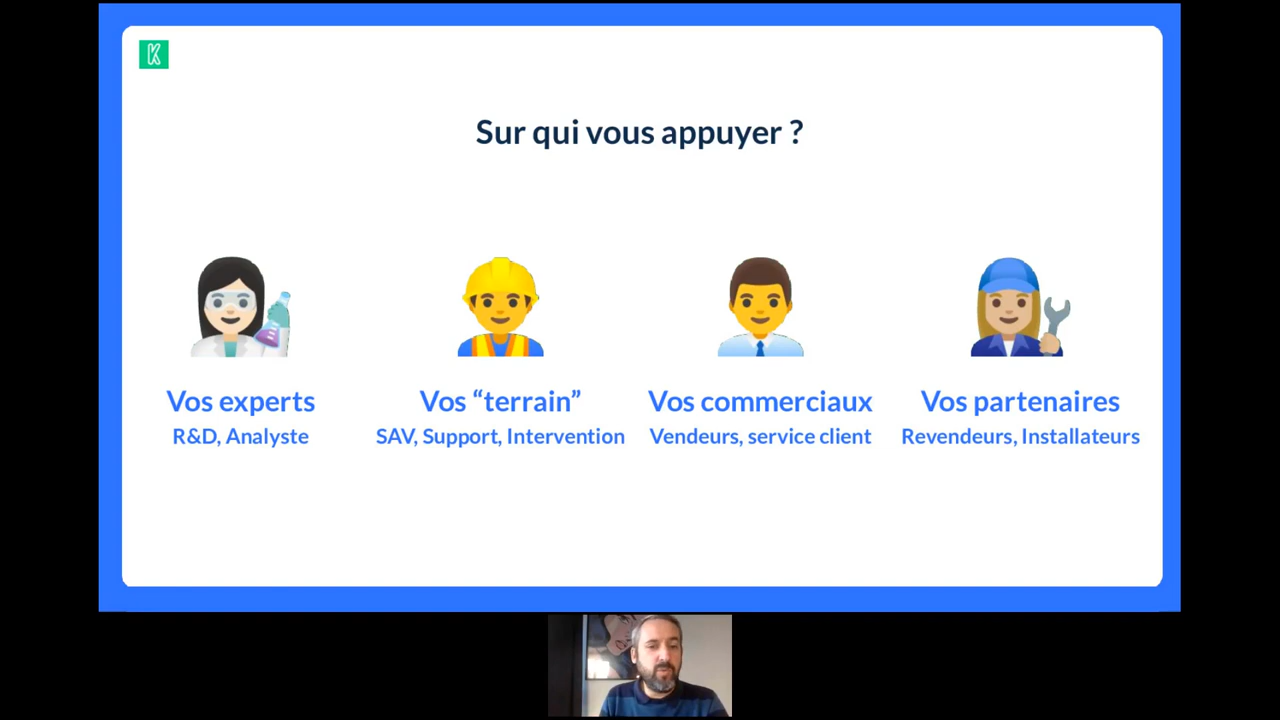 K
Sur qui vous appuyer ?
Vos experts
R&D, Analyste
Vos “terrain”
SAV, Support, Intervention
Vos commerciaux
Vendeurs, service client
Vos partenaires
Revendeurs, Installateurs